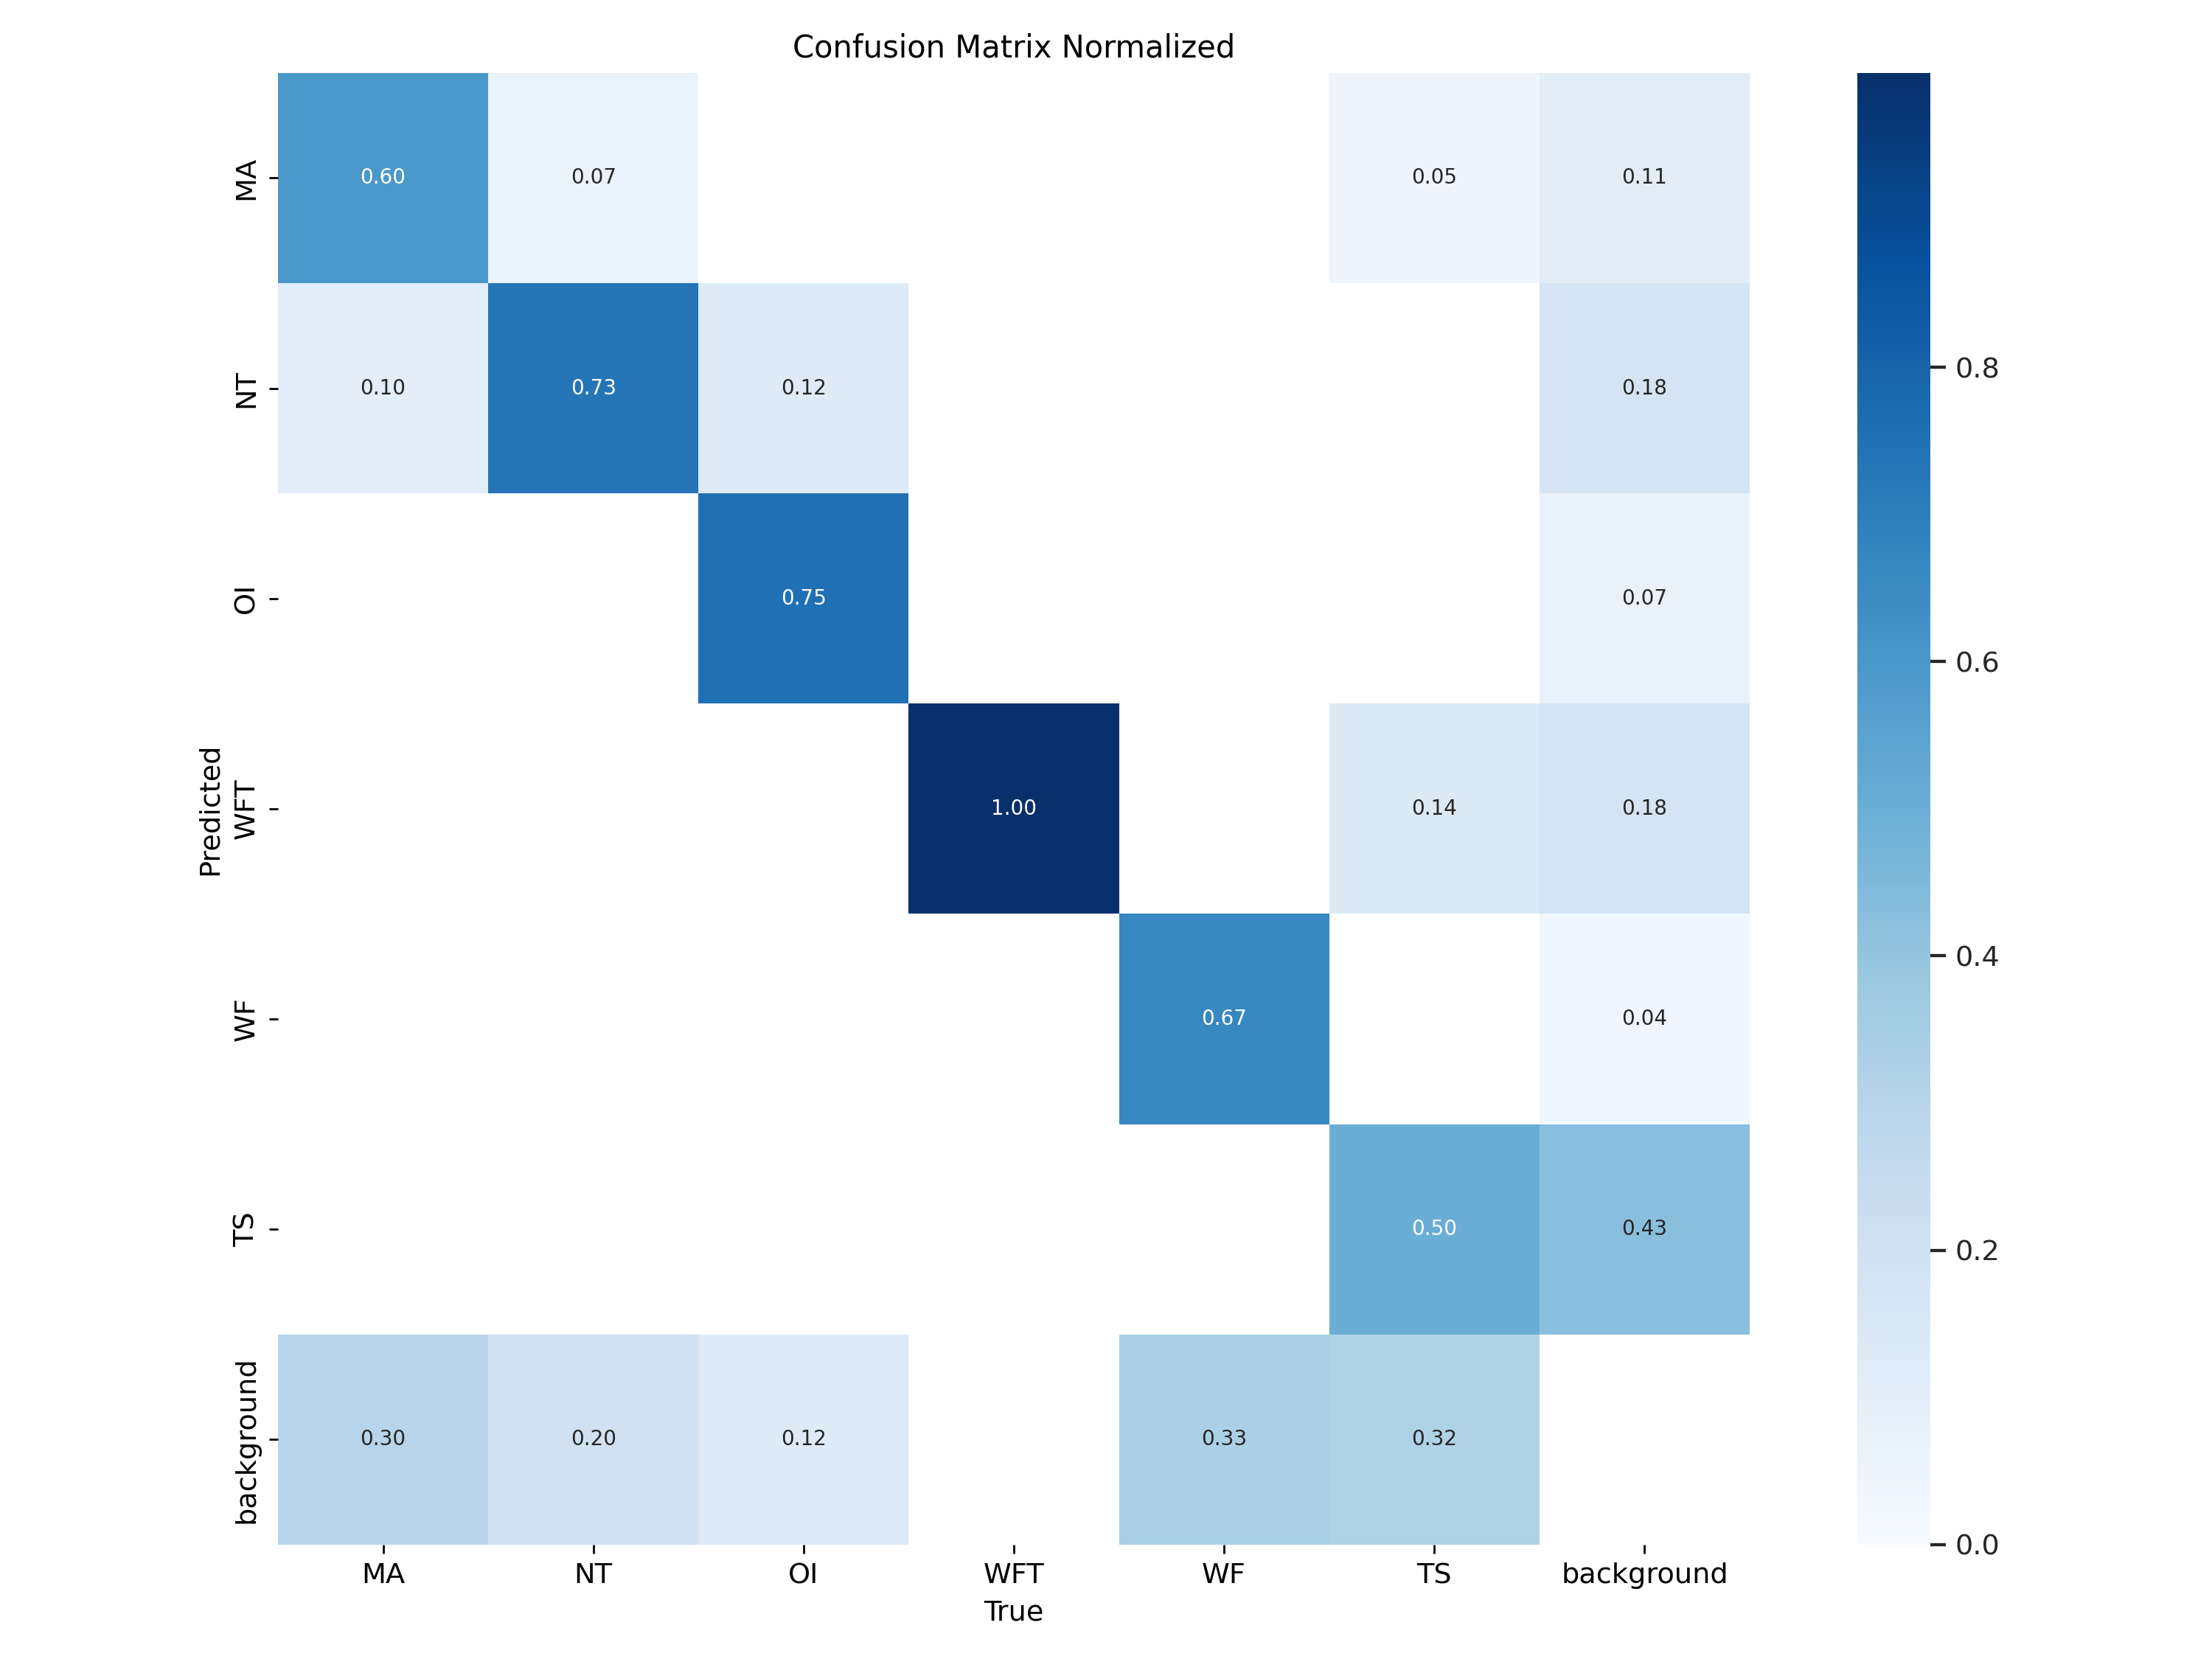 Confusion Matrix Normalized
MA 0.60 0.07 0.05 0.11
NT 0.10 0.73 0.12 0.18
OI 0.75 0.07
WFT 1.00 0.14 0.18
WF 0.67 0.04
TS 0.50 0.43
background 0.30 0.20 0.12 0.33 0.32
Predicted
MA NT OI WFT WF TS background
True
0.8
0.6
0.4
0.2
0.0